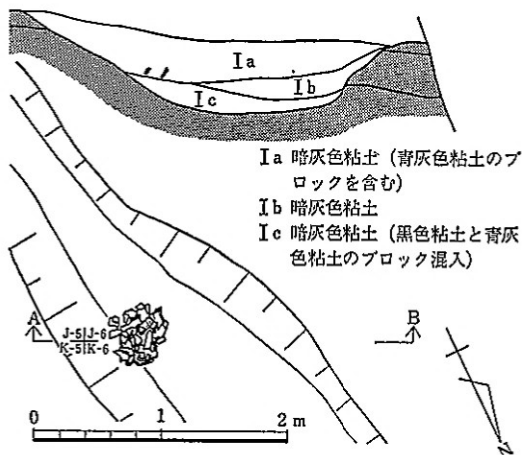 Ia
Ib
Ic
Ia 暗灰色粘土（青灰色粘土のブ
ロックを含む）
Ib 暗灰色粘土
Ic 暗灰色粘土（黒色粘土と青灰
色粘土のブロック混入）
A
J-5 J-6
K-5 K-6
B
0 1 2 m
N